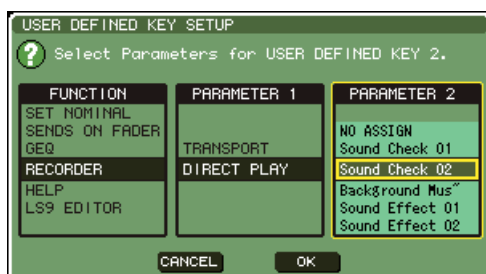 USER DEFINED KEY SETUP
? Select Parameters for USER DEFINED KEY 2.
FUNCTION
SET NOMINAL
SENDS ON FADER
GEQ
RECORDER
HELP
LS9 EDITOR
PARAMETER 1
TRANSPORT
DIRECT PLAY
PARAMETER 2
NO ASSIGN
Sound Check 01
Sound Check 02
Background Mus~
Sound Effect 01
Sound Effect 02
CANCEL
OK